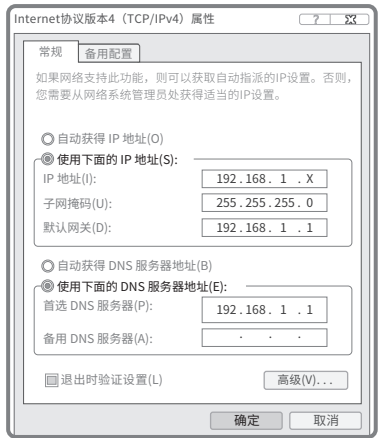 Internet协议版本4（TCP/IPv4）属性
?
常规
备用配置
如果网络支持此功能，则可以获取自动指派的IP设置。否则，
您需要从网络系统管理员处获得适当的IP设置。
自动获得 IP 地址(O)
使用下面的 IP 地址(S):
IP 地址(I): 192.168. 1 .X
子网掩码(U): 255.255.255. 0
默认网关(D): 192.168. 1 . 1
自动获得 DNS 服务器地址(B)
使用下面的 DNS 服务器地址(E):
首选 DNS 服务器(P): 192.168. 1 . 1
备用 DNS 服务器(A): . . .
退出时验证设置(L)
高级(V)...
确定
取消